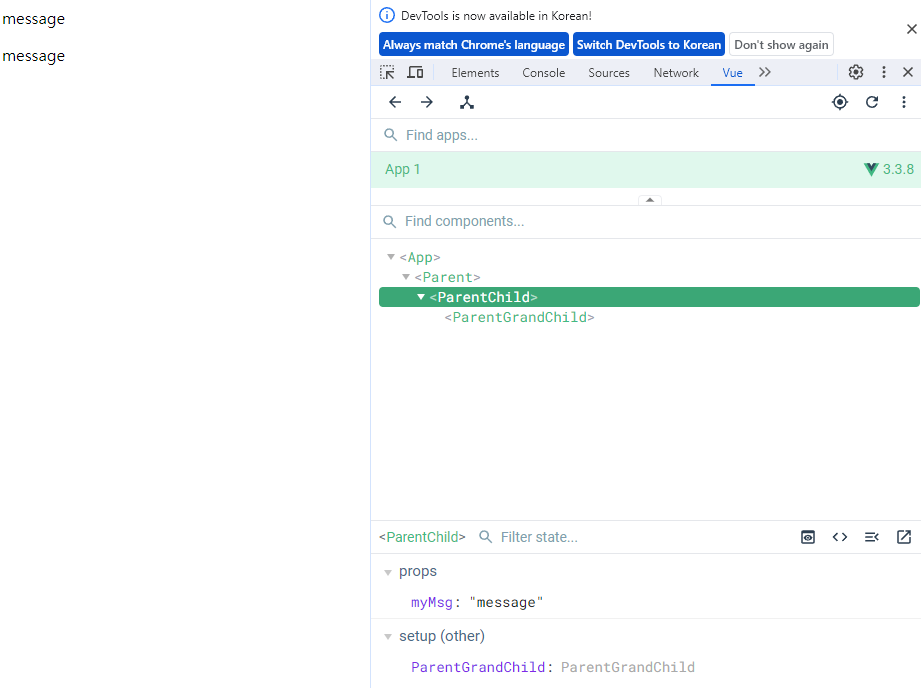 message
message
DevTools is now available in Korean!
Always match Chrome's language Switch DevTools to Korean Don't show again
Elements Console Sources Network Vue
Find apps...
App 1 3.3.8
Find components...
<App>
<Parent>
<ParentChild>
<ParentGrandChild>
<ParentChild> Filter state...
props
myMsg: "message"
setup (other)
ParentGrandChild: ParentGrandChild